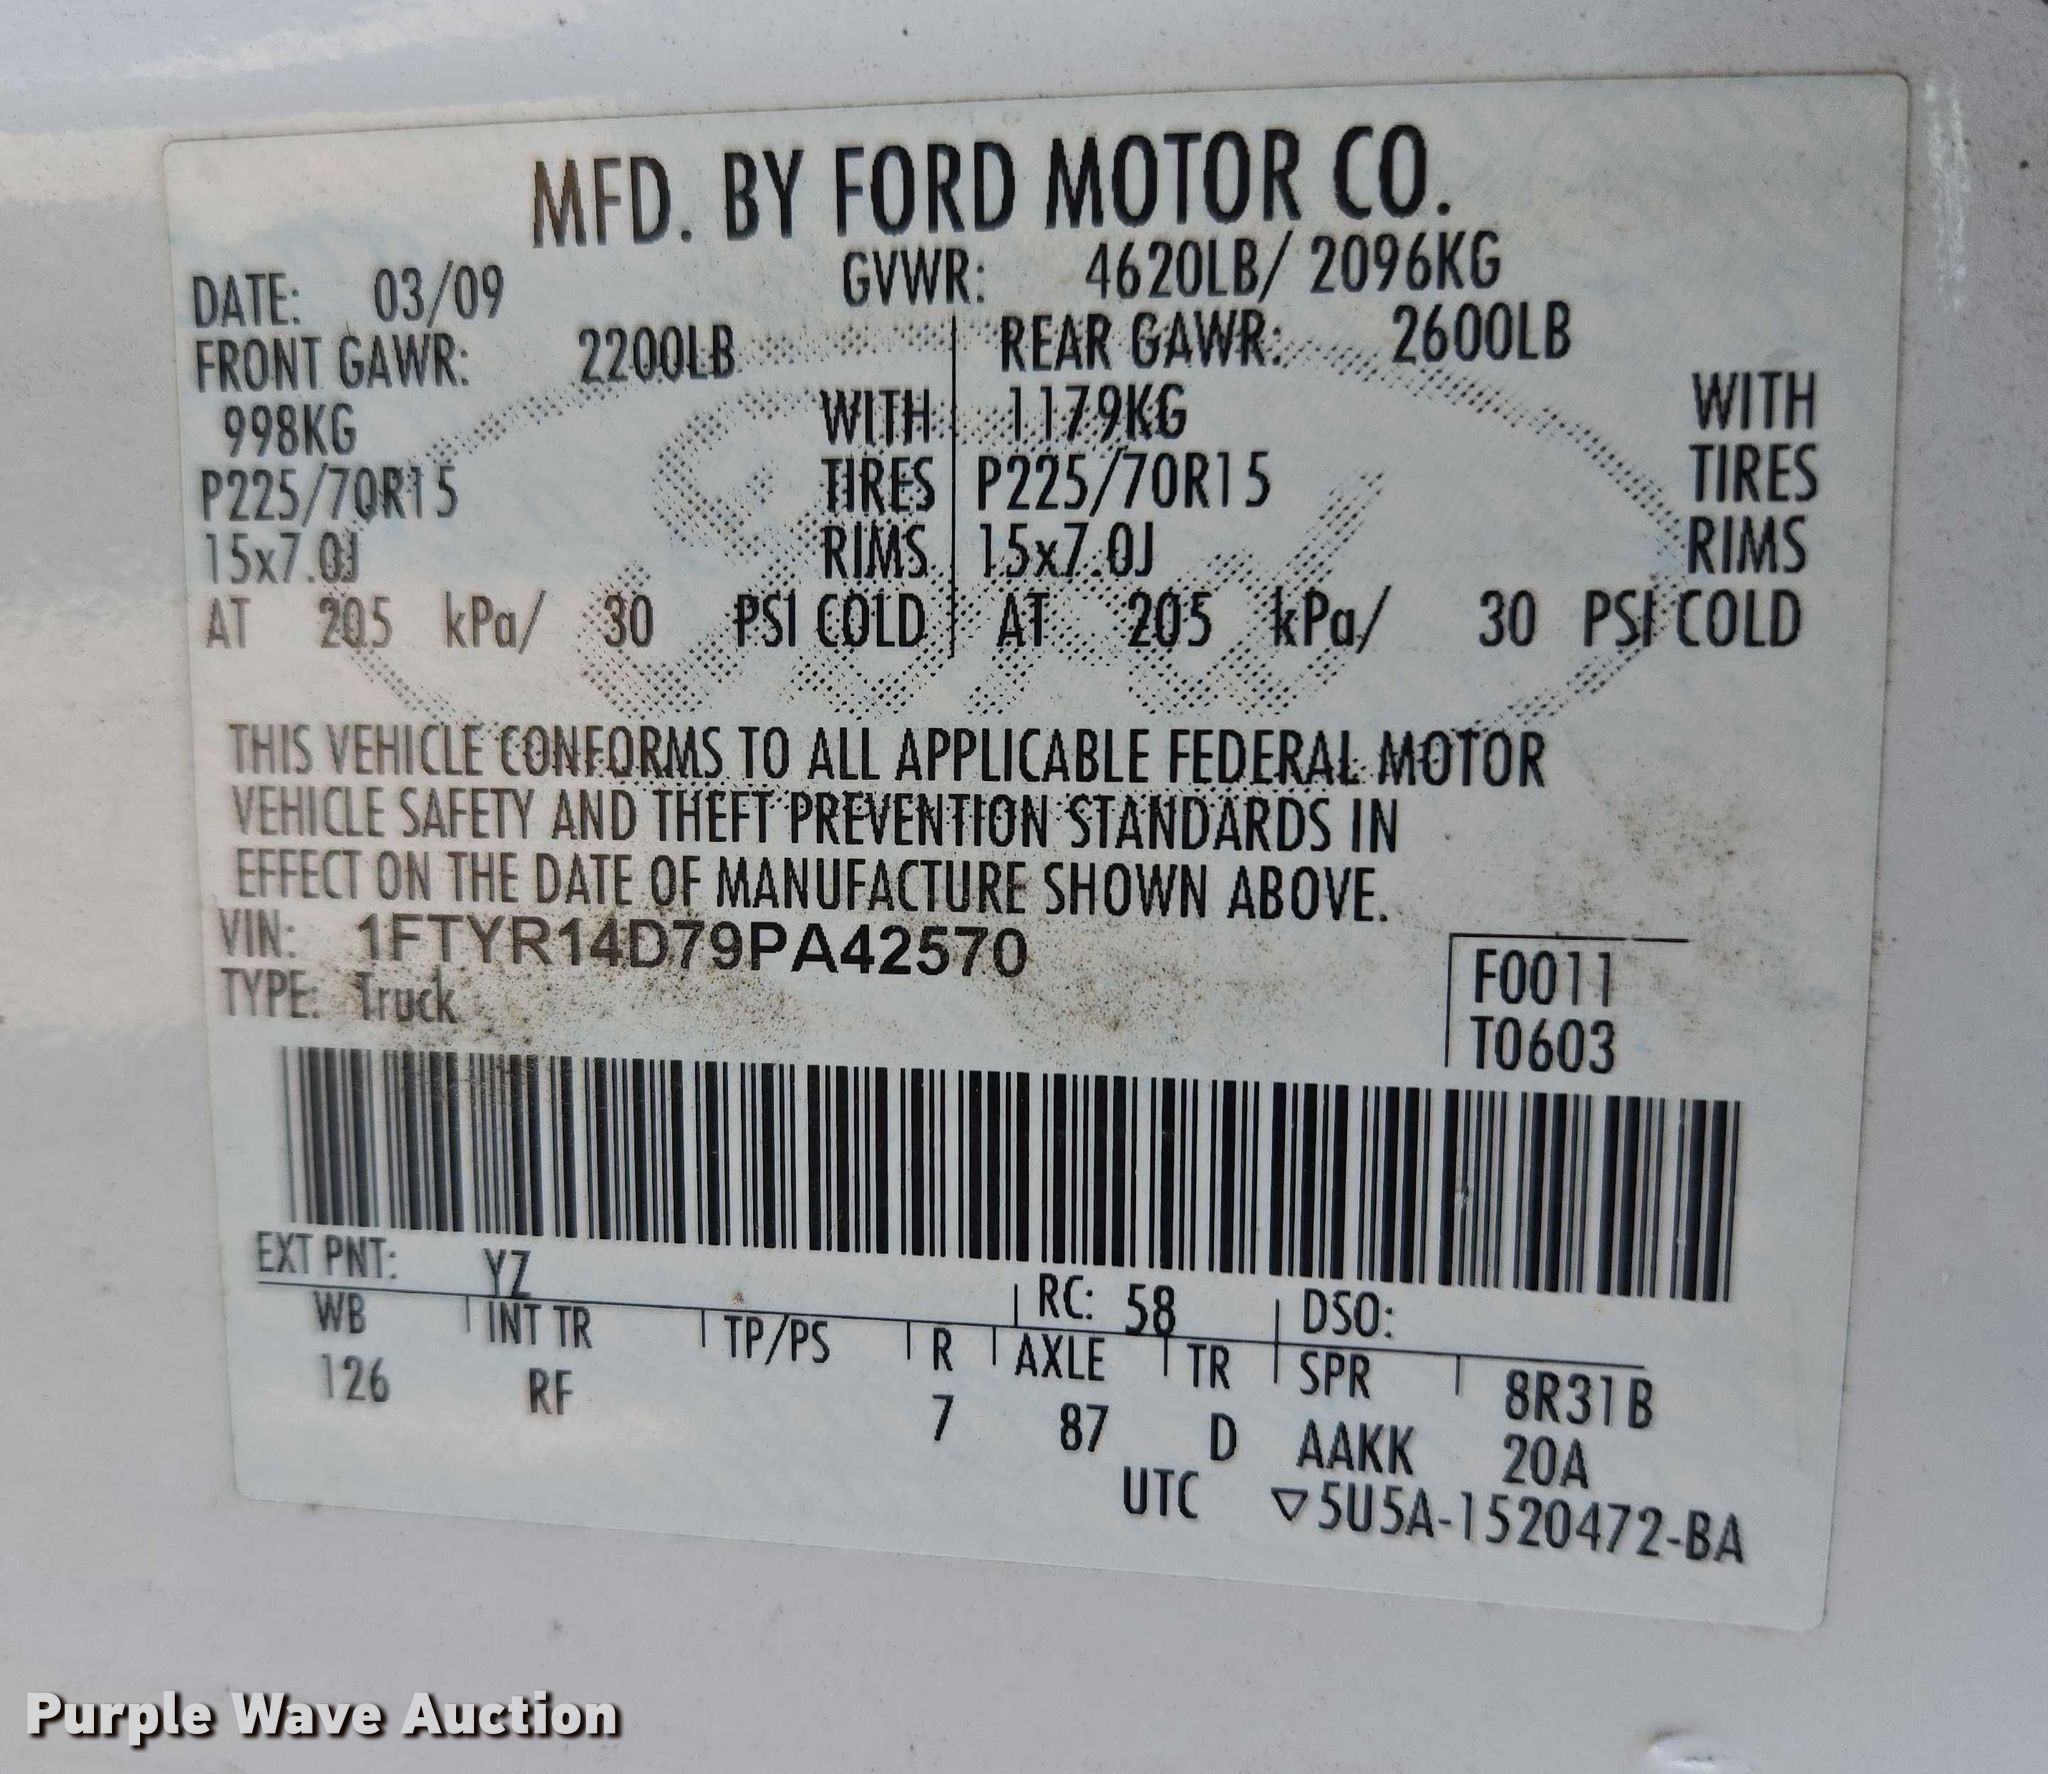 MFD. BY FORD MOTOR CO.
DATE: 03/09 GVWR: 4620LB/ 2096KG
FRONT GAWR: 2200LB REAR GAWR: 2600LB
998KG WITH 1179KG WITH
P225/70R15 TIRES P225/70R15 TIRES
15x7.0J RIMS 15x7.0J RIMS
AT 205 kPa/ 30 PSI COLD AT 205 kPa/ 30 PSI COLD
THIS VEHICLE CONFORMS TO ALL APPLICABLE FEDERAL MOTOR
VEHICLE SAFETY AND THEFT PREVENTION STANDARDS IN
EFFECT ON THE DATE OF MANUFACTURE SHOWN ABOVE.
VIN: 1FTYR14D79PA42570
TYPE: Truck
F0011
T0603
EXT PNT: YZ RC: 58 DSO:
WB INT TR TP/PS R AXLE TR SPR 8R31B
126 RF 7 87 D AAKK 20A
UTC ▽5U5A-1520472-BA
Purple Wave Auction